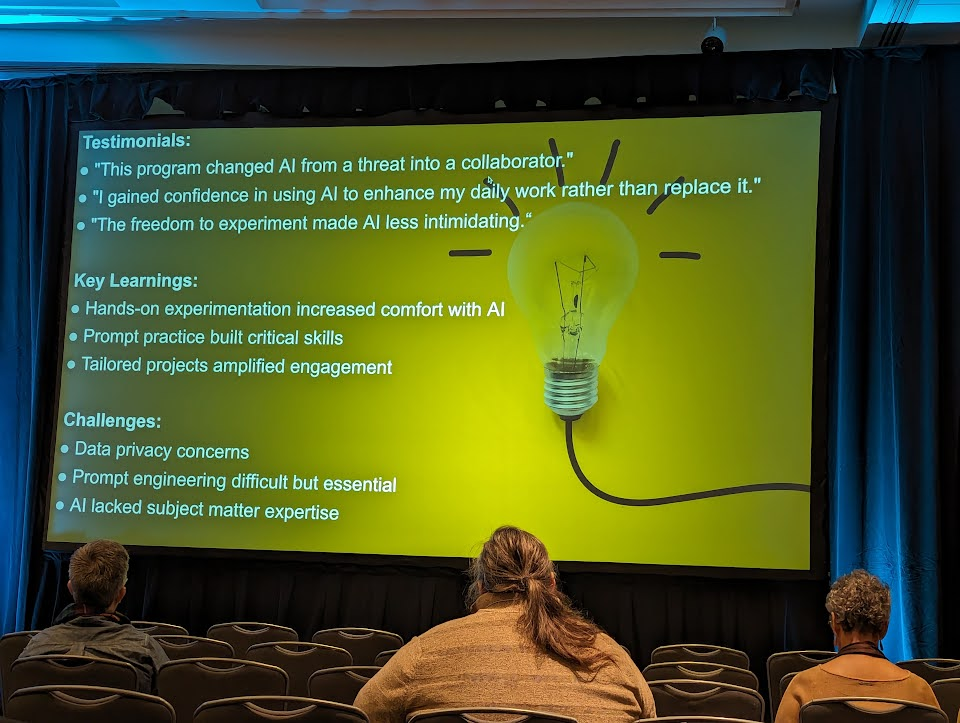 Testimonials:
● "This program changed AI from a threat into a collaborator."
● "I gained confidence in using AI to enhance my daily work rather than replace it."
● "The freedom to experiment made AI less intimidating.“
Key Learnings:
● Hands-on experimentation increased comfort with AI
● Prompt practice built critical skills
● Tailored projects amplified engagement
Challenges:
● Data privacy concerns
● Prompt engineering difficult but essential
● AI lacked subject matter expertise